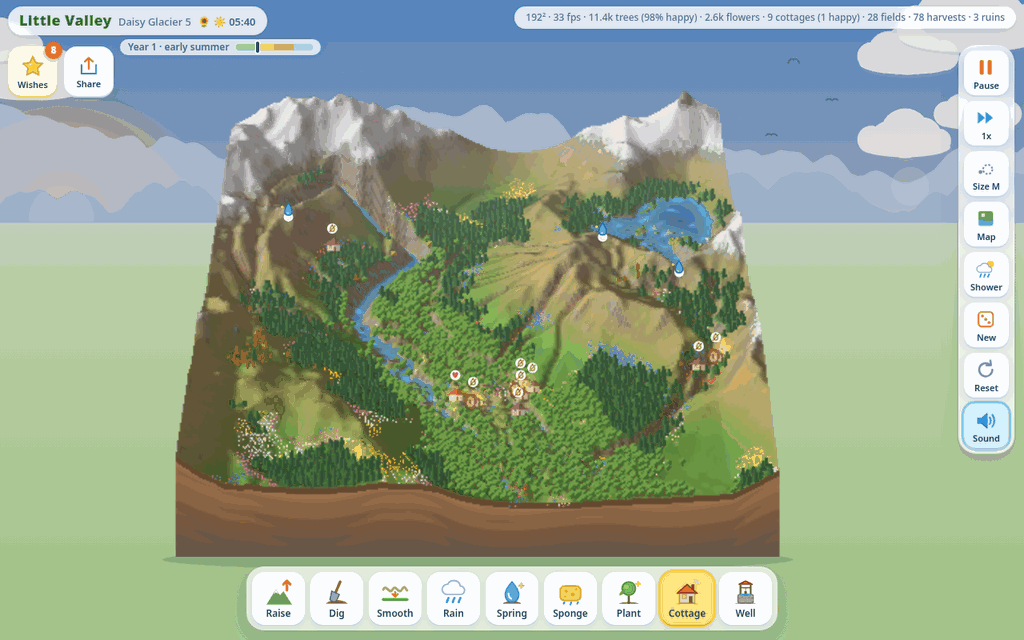 Little Valley Daisy Glacier 5 05:40
192² · 33 fps · 11.4k trees (98% happy) · 2.6k flowers · 9 cottages (1 happy) · 28 fields · 78 harvests · 3 ruins
Year 1 · early summer
8
Wishes
Share
Pause
1x
Size M
Map
Shower
New
Reset
Sound
Raise
Dig
Smooth
Rain
Spring
Sponge
Plant
Cottage
Well